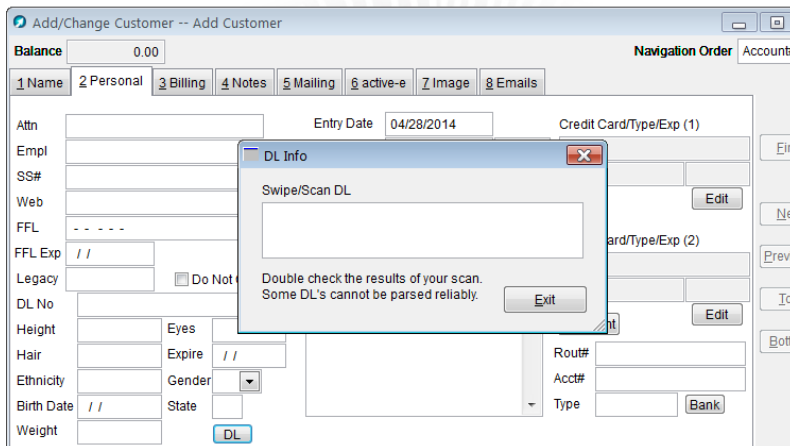 Add/Change Customer -- Add Customer
Balance 0.00 Navigation Order
1 Name 2 Personal 3 Billing 4 Notes 5 Mailing 6 active-e 7 Image 8 Emails
Attn Entry Date 04/28/2014 Credit Card/Type/Exp (1)
Empl
SS#
Web Edit
FFL - - - - -
FFL Exp / /
Legacy Do Not
DL No Edit
Height Eyes
Hair Expire / / Rout#
Ethnicity Gender Acct#
Birth Date / / State Type Bank
Weight DL
DL Info
Swipe/Scan DL
Double check the results of your scan.
Some DL's cannot be parsed reliably.
Exit
ard/Type/Exp (2)